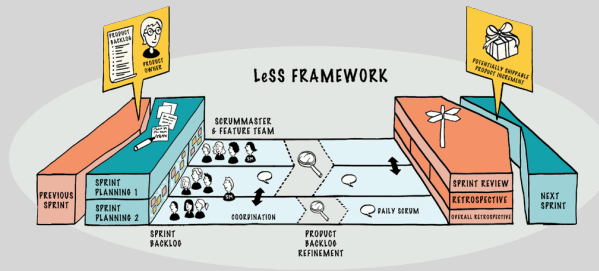 PRODUCT
BACKLOG
PRODUCT
OWNER
LeSS FRAMEWORK
POTENTIALLY SHIPPABLE
PRODUCT INCREMENT
SCRUMMASTER
& FEATURE TEAM
SM
SM
PREVIOUS
SPRINT
SPRINT
PLANNING 1
SPRINT
PLANNING 2
SPRINT
BACKLOG
COORDINATION
PRODUCT
BACKLOG
REFINEMENT
DAILY SCRUM
SPRINT REVIEW
RETROSPECTIVE
OVERALL RETROSPECTIVE
NEXT
SPRINT